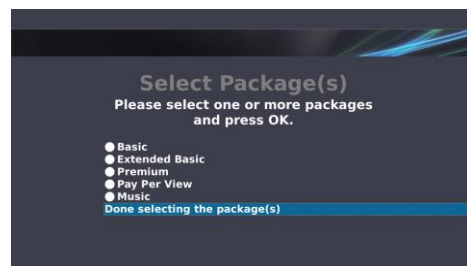 Select Package(s)
Please select one or more packages
and press OK.
Basic
Extended Basic
Premium
Pay Per View
Music
Done selecting the package(s)